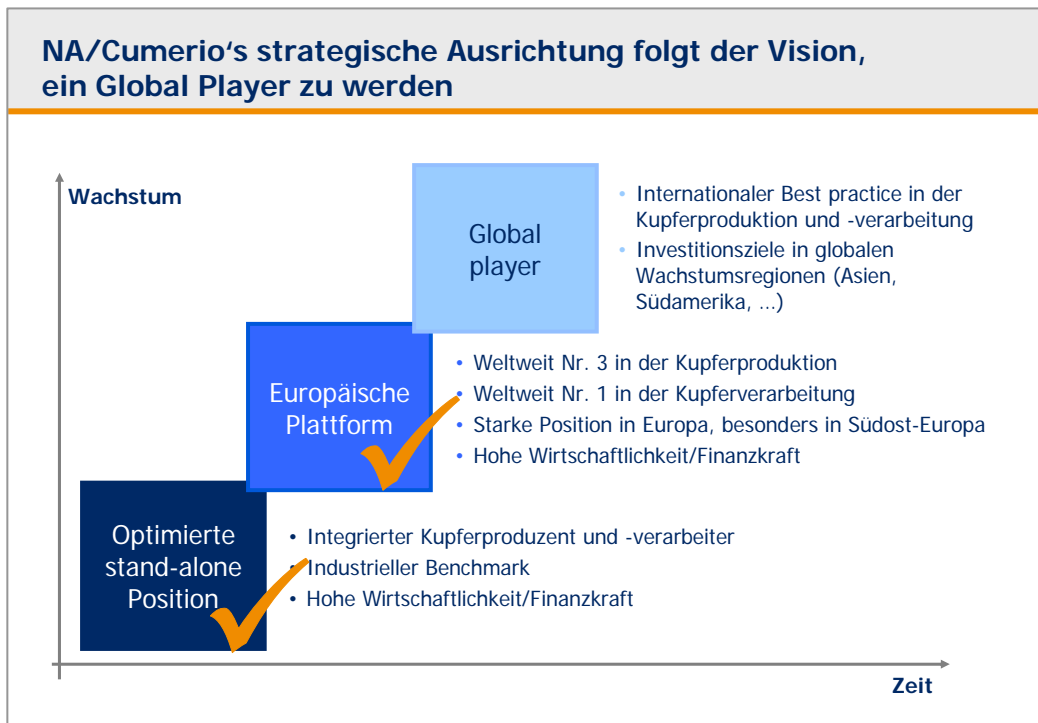 NA/Cumerio‘s strategische Ausrichtung folgt der Vision,
ein Global Player zu werden
Wachstum
Global
player
• Internationaler Best practice in der
Kupferproduktion und -verarbeitung
• Investitionsziele in globalen
Wachstumsregionen (Asien,
Südamerika, ...)
Europäische
Plattform
• Weltweit Nr. 3 in der Kupferproduktion
• Weltweit Nr. 1 in der Kupferverarbeitung
• Starke Position in Europa, besonders in Südost-Europa
• Hohe Wirtschaftlichkeit/Finanzkraft
Optimierte
stand-alone
Position
• Integrierter Kupferproduzent und -verarbeiter
• Industrieller Benchmark
• Hohe Wirtschaftlichkeit/Finanzkraft
Zeit